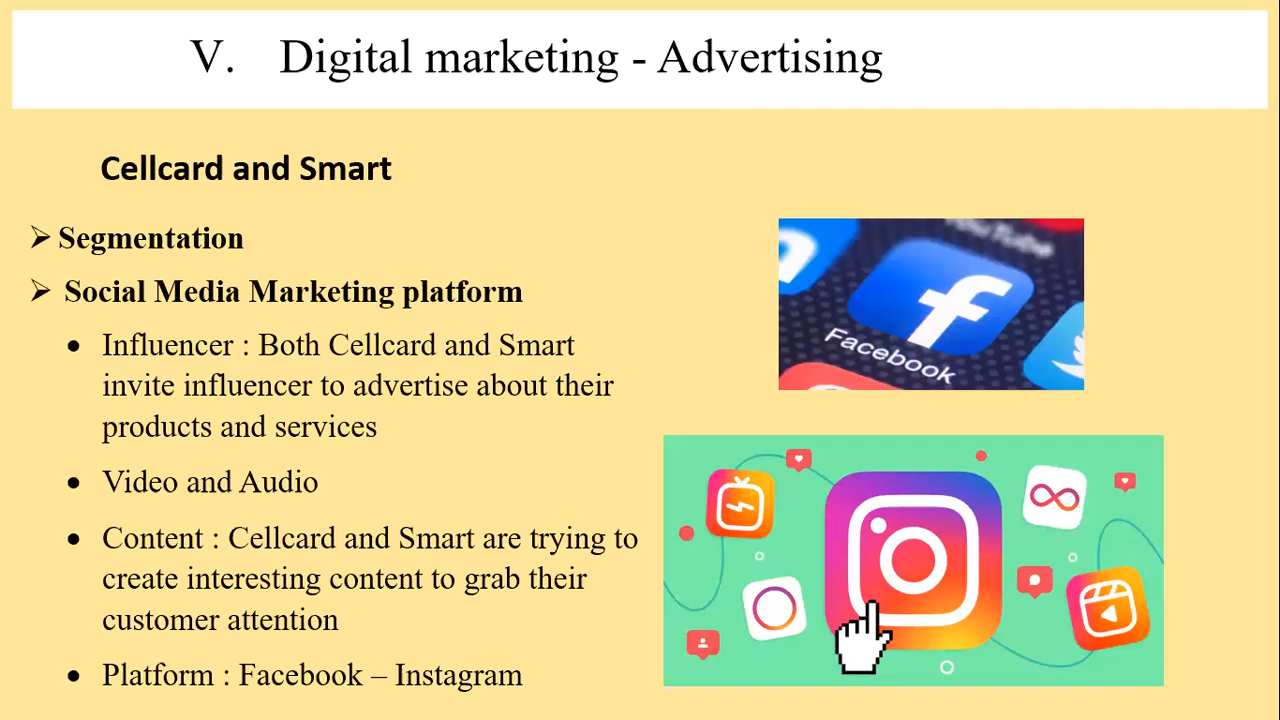 V. Digital marketing - Advertising
Cellcard and Smart
➢ Segmentation
➢ Social Media Marketing platform
• Influencer : Both Cellcard and Smart
invite influencer to advertise about their
products and services
• Video and Audio
• Content : Cellcard and Smart are trying to
create interesting content to grab their
customer attention
• Platform : Facebook – Instagram
YouTube
Facebook